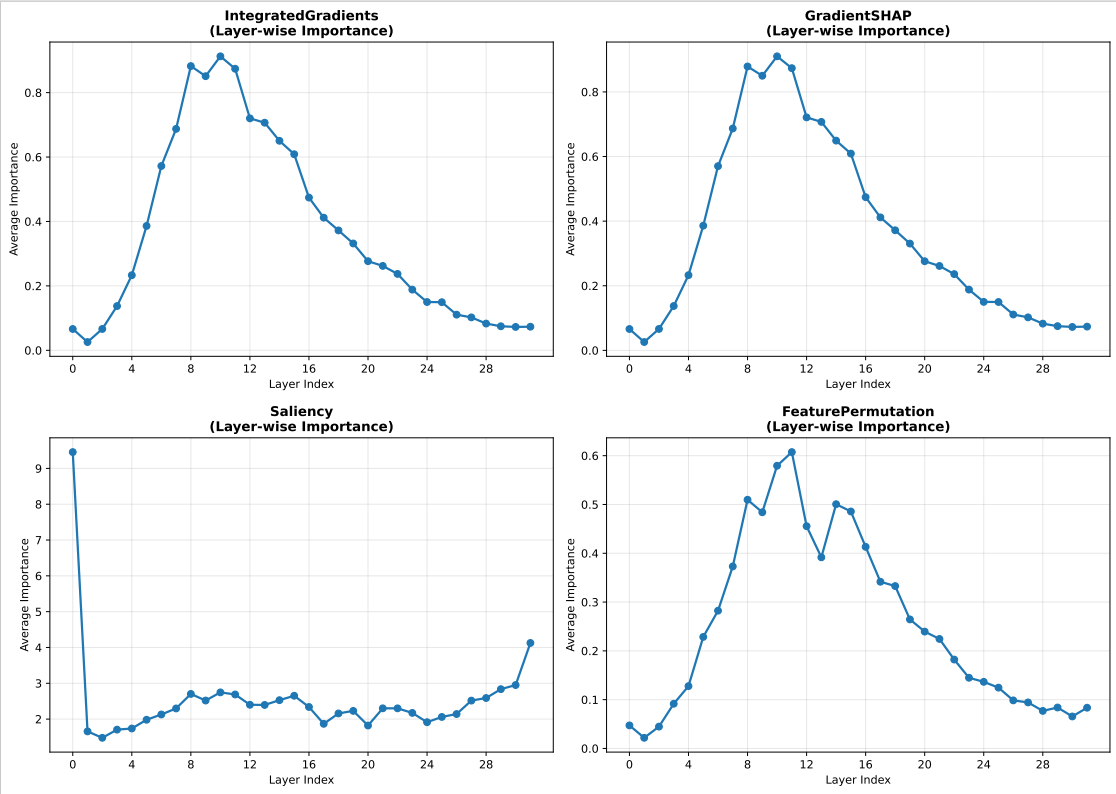 IntegratedGradients
(Layer-wise Importance)
Average Importance
0.8
0.6
0.4
0.2
0.0
0 4 8 12 16 20 24 28
Layer Index
GradientSHAP
(Layer-wise Importance)
Average Importance
0.8
0.6
0.4
0.2
0.0
0 4 8 12 16 20 24 28
Layer Index
Saliency
(Layer-wise Importance)
Average Importance
9
8
7
6
5
4
3
2
0 4 8 12 16 20 24 28
Layer Index
FeaturePermutation
(Layer-wise Importance)
Average Importance
0.6
0.5
0.4
0.3
0.2
0.1
0.0
0 4 8 12 16 20 24 28
Layer Index